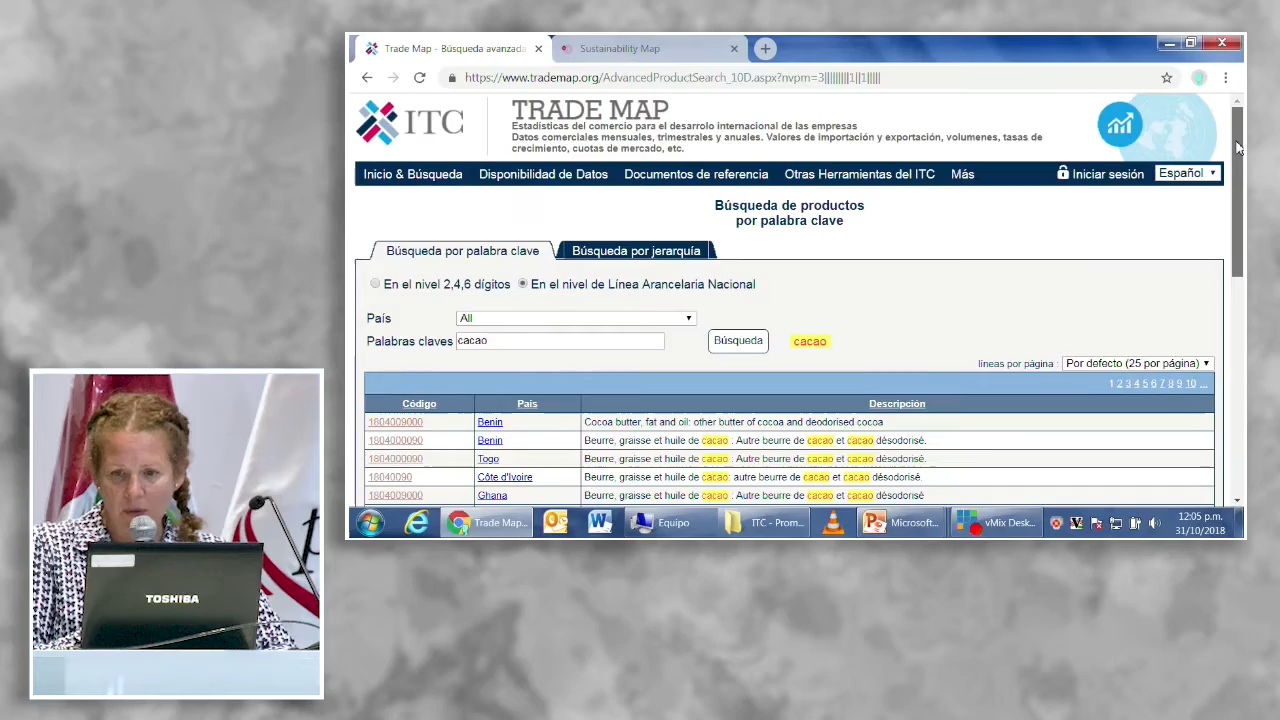 Trade Map - Búsqueda avanzada
Sustainability Map
https://www.trademap.org/AdvancedProductSearch_10D.aspx?nvpm=3|||||||||1||1|||||
ITC
TRADE MAP
Estadísticas del comercio para el desarrolo internacional de las empresas
Datos comerciales mensuales, trimestrales y anuales. Valores de importación y exportación, volumenes, tasas de
crecimiento, cuotas de mercado, etc.
Inicio & Búsqueda Disponibilidad de Datos Documentos de referencia Otras Herramientas del ITC Más Iniciar sesión Español
Búsqueda de productos
por palabra clave
Búsqueda por palabra clave Búsqueda por jerarquía
En el nivel 2,4,6 dígitos En el nivel de Línea Arancelaria Nacional
País All
Palabras claves cacao Búsqueda cacao
líneas por página : Por defecto (25 por página)
1 2 3 4 5 6 7 8 9 10 ...
Código País Descripción
1804009000 Benin Cocoa butter, fat and oil: other butter of cocoa and deodorised cocoa
1804000090 Benin Beurre, graisse et huile de cacao : Autre beurre de cacao et cacao désodorisé.
1804000090 Togo Beurre, graisse et huile de cacao : Autre beurre de cacao et cacao désodorisé.
18040090 Côte d'Ivoire Beurre, graisse et huile de cacao: autre beurre de cacao et cacao désodorisé.
1804009000 Ghana Beurre, graisse et huile de cacao : Autre beurre de cacao et cacao désodorisé
Trade Map... Equipo ITC - Prom... Microsoft... vMix Desk...
12:05 p.m.
31/10/2018
TOSHIBA